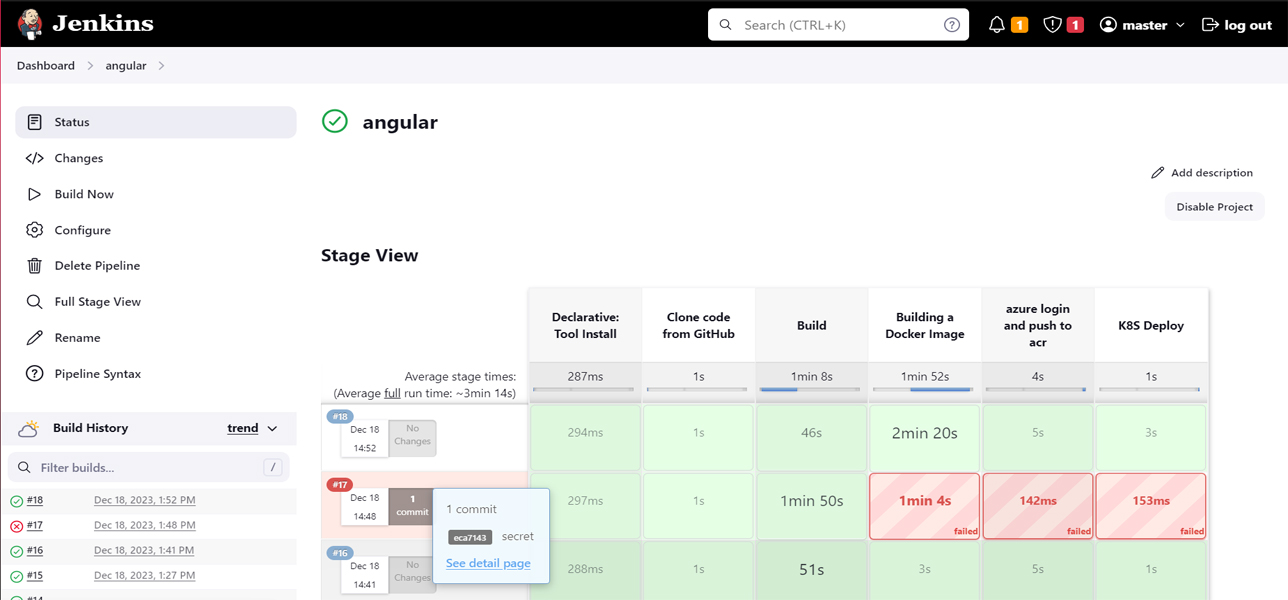 Jenkins
Search (CTRL+K)
1
1
master
log out
Dashboard
angular
Status
Changes
Build Now
Configure
Delete Pipeline
Full Stage View
Rename
Pipeline Syntax
Build History
trend
Filter builds...
/
#18
Dec 18, 2023, 1:52 PM
#17
Dec 18, 2023, 1:48 PM
#16
Dec 18, 2023, 1:41 PM
#15
Dec 18, 2023, 1:27 PM
#14
angular
Add description
Disable Project
Stage View
Declarative:
Tool Install
Clone code
from GitHub
Build
Building a
Docker Image
azure login
and push to
acr
K8S Deploy
Average stage times:
(Average full run time: ~3min 14s)
287ms
1s
1min 8s
1min 52s
4s
1s
#18
Dec 18
14:52
No
Changes
294ms
1s
46s
2min 20s
5s
3s
#17
Dec 18
14:48
1
commit
297ms
1s
1min 50s
1min 4s
failed
142ms
failed
153ms
failed
1 commit
eca7143 secret
See detail page
#16
Dec 18
14:41
No
Changes
288ms
1s
51s
3s
5s
1s